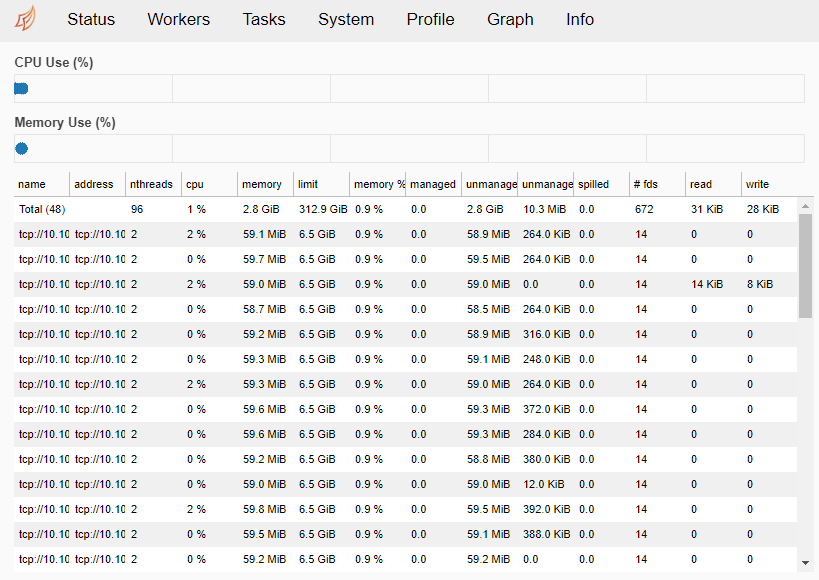 Status Workers Tasks System Profile Graph Info
CPU Use (%)
Memory Use (%)
name address nthreads cpu memory limit memory % managed unmanage unmanage spilled # fds read write
Total (48) 96 1 % 2.8 GiB 312.9 GiB 0.9 % 0.0 2.8 GiB 10.3 MiB 0.0 672 31 KiB 28 KiB
tcp://10.10 tcp://10.10 2 2 % 59.1 MiB 6.5 GiB 0.9 % 0.0 58.9 MiB 264.0 KiB 0.0 14 0 0
tcp://10.10 tcp://10.10 2 0 % 59.7 MiB 6.5 GiB 0.9 % 0.0 59.5 MiB 264.0 KiB 0.0 14 0 0
tcp://10.10 tcp://10.10 2 2 % 59.0 MiB 6.5 GiB 0.9 % 0.0 59.0 MiB 0.0 0.0 14 14 KiB 8 KiB
tcp://10.10 tcp://10.10 2 0 % 58.7 MiB 6.5 GiB 0.9 % 0.0 58.5 MiB 264.0 KiB 0.0 14 0 0
tcp://10.10 tcp://10.10 2 0 % 59.2 MiB 6.5 GiB 0.9 % 0.0 58.9 MiB 316.0 KiB 0.0 14 0 0
tcp://10.10 tcp://10.10 2 0 % 59.3 MiB 6.5 GiB 0.9 % 0.0 59.1 MiB 248.0 KiB 0.0 14 0 0
tcp://10.10 tcp://10.10 2 2 % 59.3 MiB 6.5 GiB 0.9 % 0.0 59.0 MiB 264.0 KiB 0.0 14 0 0
tcp://10.10 tcp://10.10 2 0 % 59.6 MiB 6.5 GiB 0.9 % 0.0 59.3 MiB 372.0 KiB 0.0 14 0 0
tcp://10.10 tcp://10.10 2 0 % 59.6 MiB 6.5 GiB 0.9 % 0.0 59.3 MiB 284.0 KiB 0.0 14 0 0
tcp://10.10 tcp://10.10 2 0 % 59.2 MiB 6.5 GiB 0.9 % 0.0 58.8 MiB 380.0 KiB 0.0 14 0 0
tcp://10.10 tcp://10.10 2 0 % 59.0 MiB 6.5 GiB 0.9 % 0.0 59.0 MiB 12.0 KiB 0.0 14 0 0
tcp://10.10 tcp://10.10 2 2 % 59.8 MiB 6.5 GiB 0.9 % 0.0 59.5 MiB 392.0 KiB 0.0 14 0 0
tcp://10.10 tcp://10.10 2 0 % 59.5 MiB 6.5 GiB 0.9 % 0.0 59.1 MiB 388.0 KiB 0.0 14 0 0
tcp://10.10 tcp://10.10 2 0 % 59.2 MiB 6.5 GiB 0.9 % 0.0 59.2 MiB 0.0 0.0 14 0 0